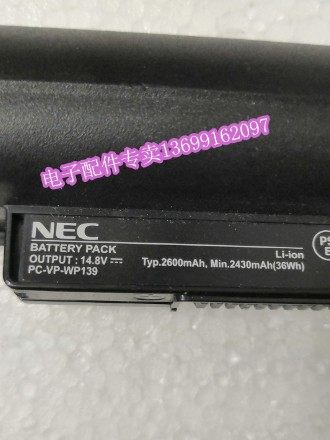 电子配件专卖13699162097
NEC
BATTERY PACK
Li-ion
OUTPUT : 14.8V ⎓
Typ.2600mAh, Min.2430mAh(36Wh)
PC-VP-WP139
PS
E